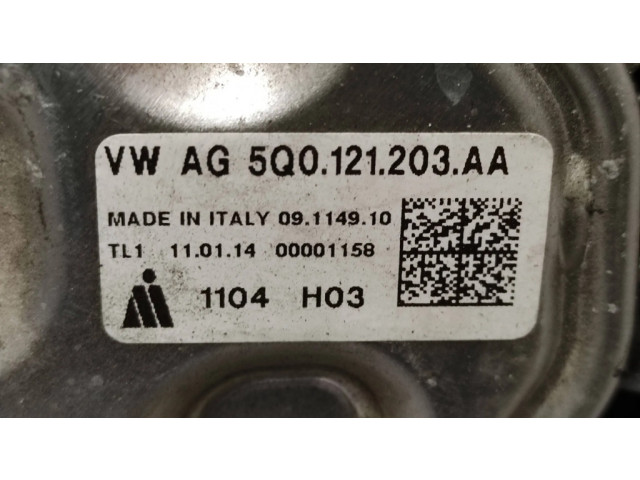 VW AG 5Q0.121.203.AA
MADE IN ITALY 09.1149.10
TL1 11.01.14 00001158
1104 H03